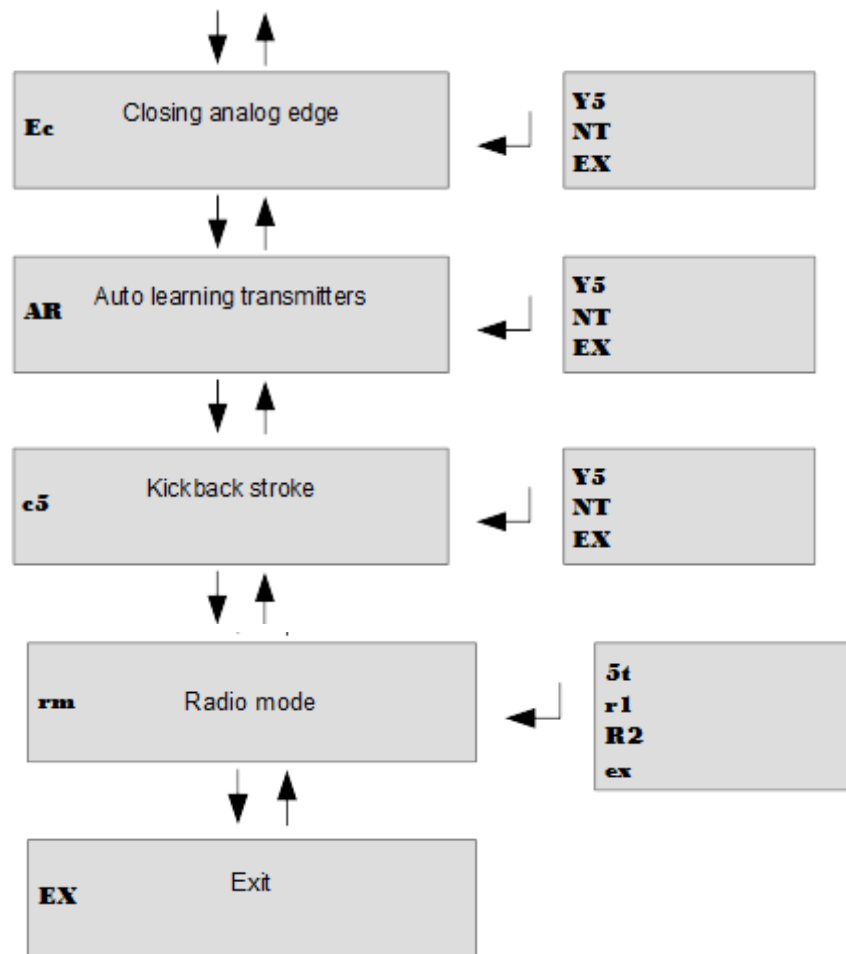 Closing analog edge
Ec
Y5
NT
EX
Auto learning transmitters
AR
Y5
NT
EX
Kickback stroke
c5
Y5
NT
EX
rm Radio mode
5t
r1
R2
ex
Exit
EX